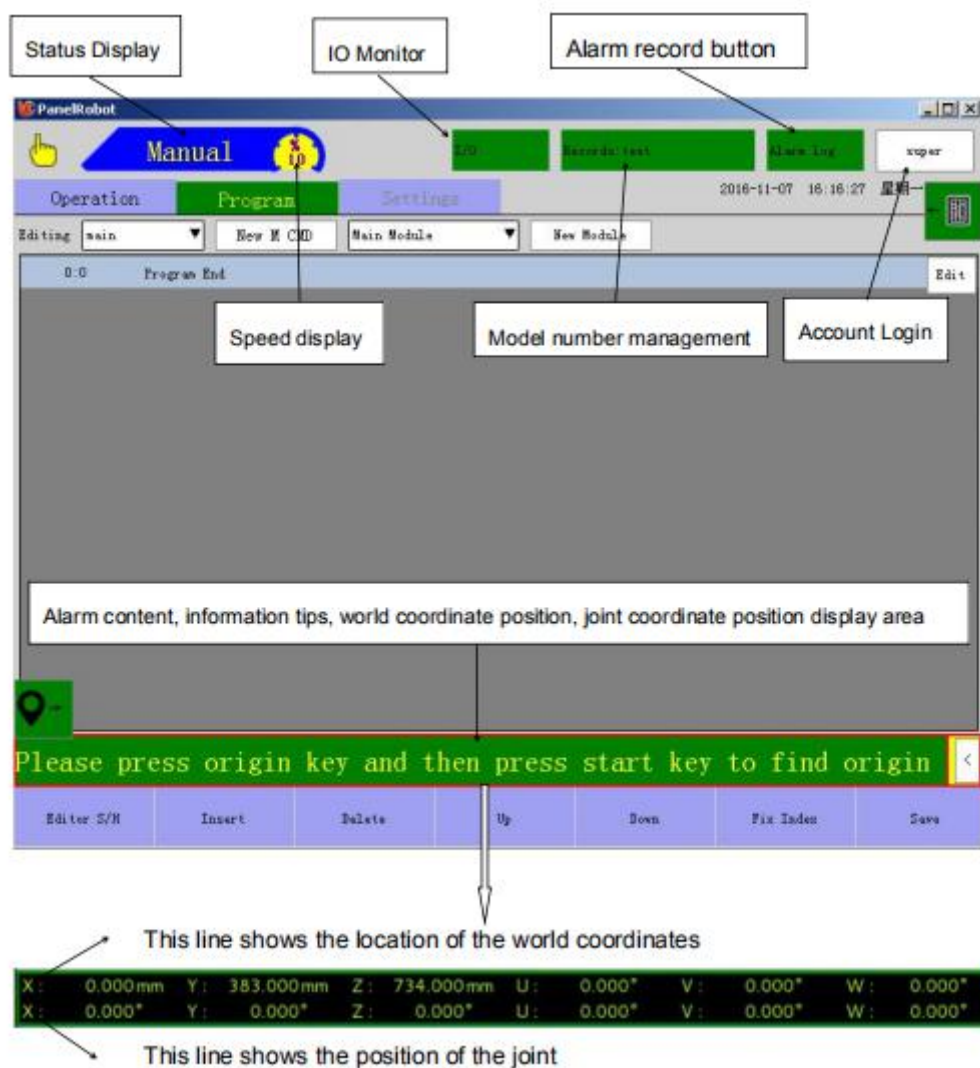 Status Display
IO Monitor
Alarm record button
PanelRobot
Manual
%
10
I/O
Records:test
Alarm log
super
Operation
Program
Settings
2016-11-07 16:16:27 星期一
Editing main
New M CMD
Main Module
New Module
0:0 Program End
Edit
Speed display
Model number management
Account Login
Alarm content, information tips, world coordinate position, joint coordinate position display area
Please press origin key and then press start key to find origin
<
Editor S/H
Insert
Delete
Up
Down
Fix Index
Save
This line shows the location of the world coordinates
X: 0.000mm Y: 383.000mm Z: 734.000mm U: 0.000° V: 0.000° W: 0.000°
X: 0.000° Y: 0.000° Z: 0.000° U: 0.000° V: 0.000° W: 0.000°
This line shows the position of the joint